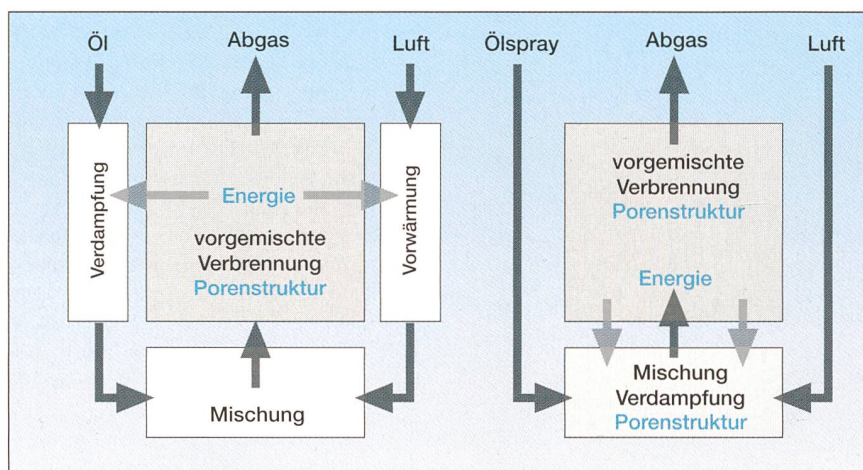 Öl
Abgas
Luft
Verdampfung
Energie
vorgemischte
Verbrennung
Porenstruktur
Vorwärmung
Mischung
Ölspray
Abgas
Luft
vorgemischte
Verbrennung
Porenstruktur
Energie
Mischung
Verdampfung
Porenstruktur